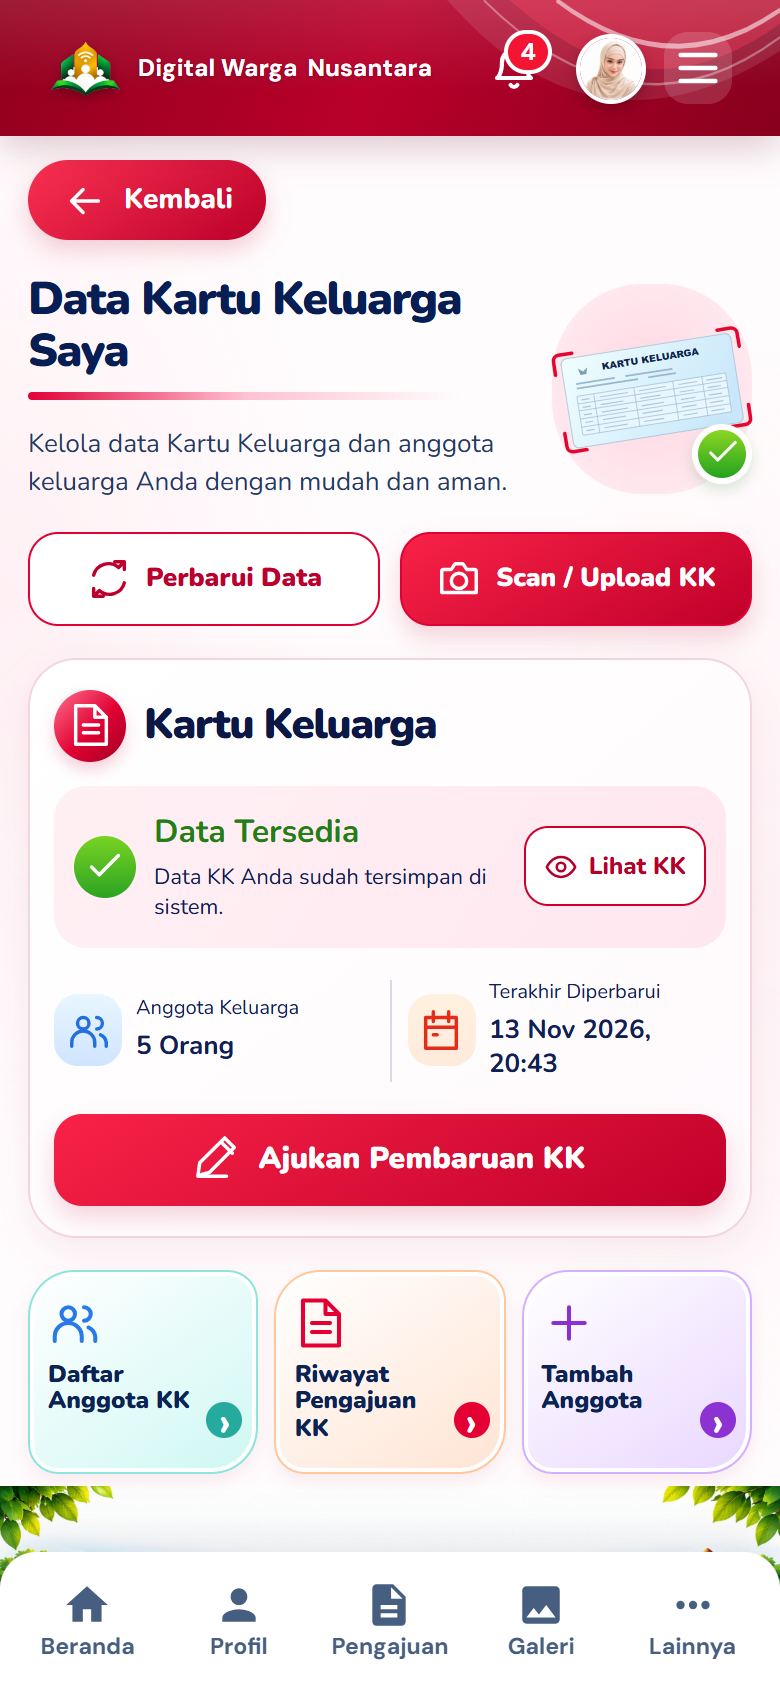 Digital Warga Nusantara
4
Kembali
Data Kartu Keluarga
Saya
KARTU KELUARGA
Kelola data Kartu Keluarga dan anggota
keluarga Anda dengan mudah dan aman.
Perbarui Data
Scan / Upload KK
Kartu Keluarga
Data Tersedia
Data KK Anda sudah tersimpan di
sistem.
Lihat KK
Anggota Keluarga
5 Orang
Terakhir Diperbarui
13 Nov 2026,
20:43
Ajukan Pembaruan KK
Daftar
Anggota KK
Riwayat
Pengajuan
KK
Tambah
Anggota
Beranda
Profil
Pengajuan
Galeri
Lainnya